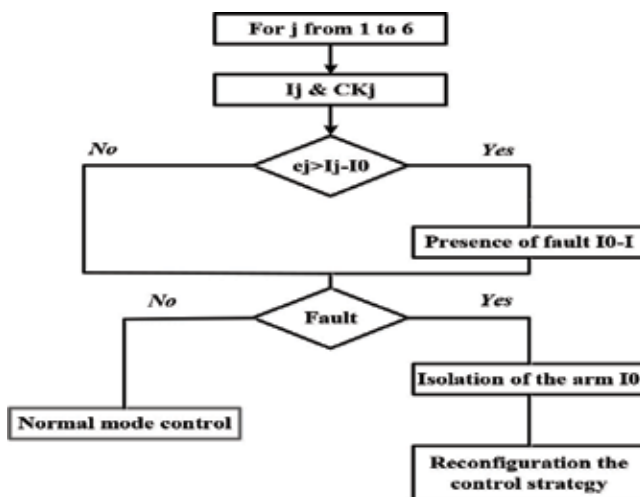 For j from 1 to 6
Ij & CKj
No
Yes
ej>Ij-I0
Presence of fault I0-I
No
Yes
Fault
Isolation of the arm I0
Normal mode control
Reconfiguration the
control strategy